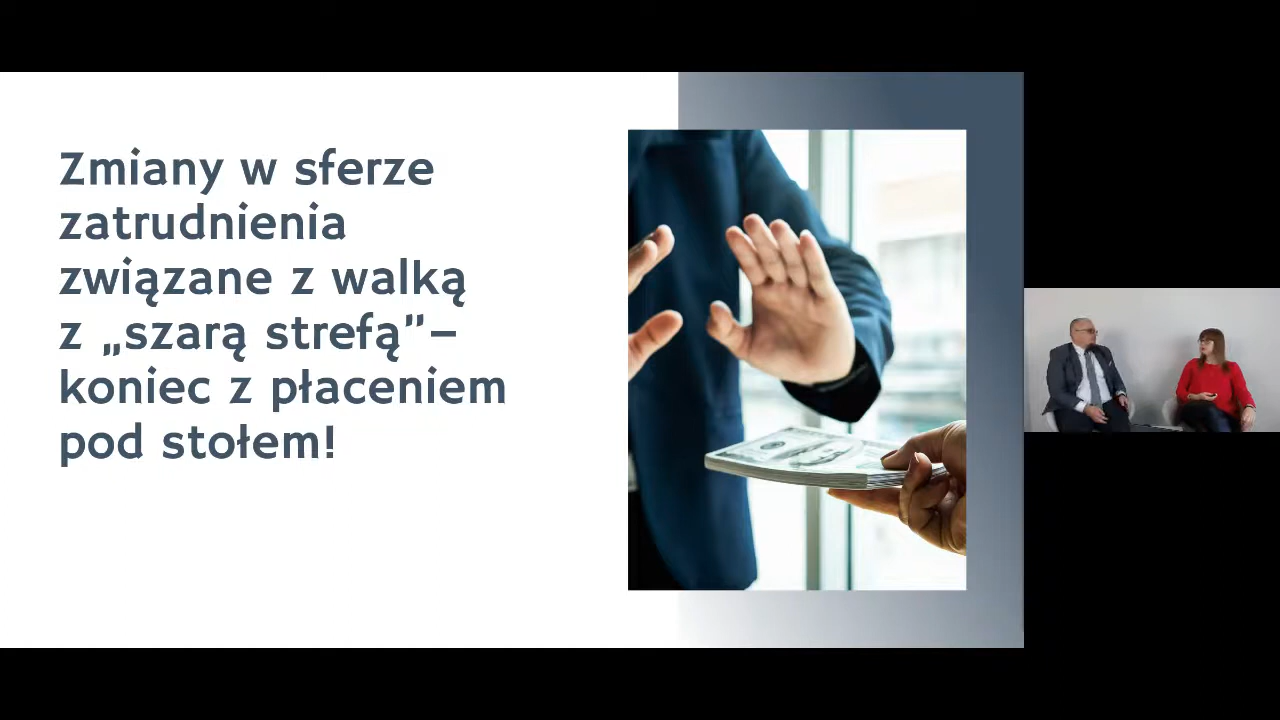 Zmiany w sferze
zatrudnienia
związane z walką
z „szarą strefą”–
koniec z płaceniem
pod stołem!